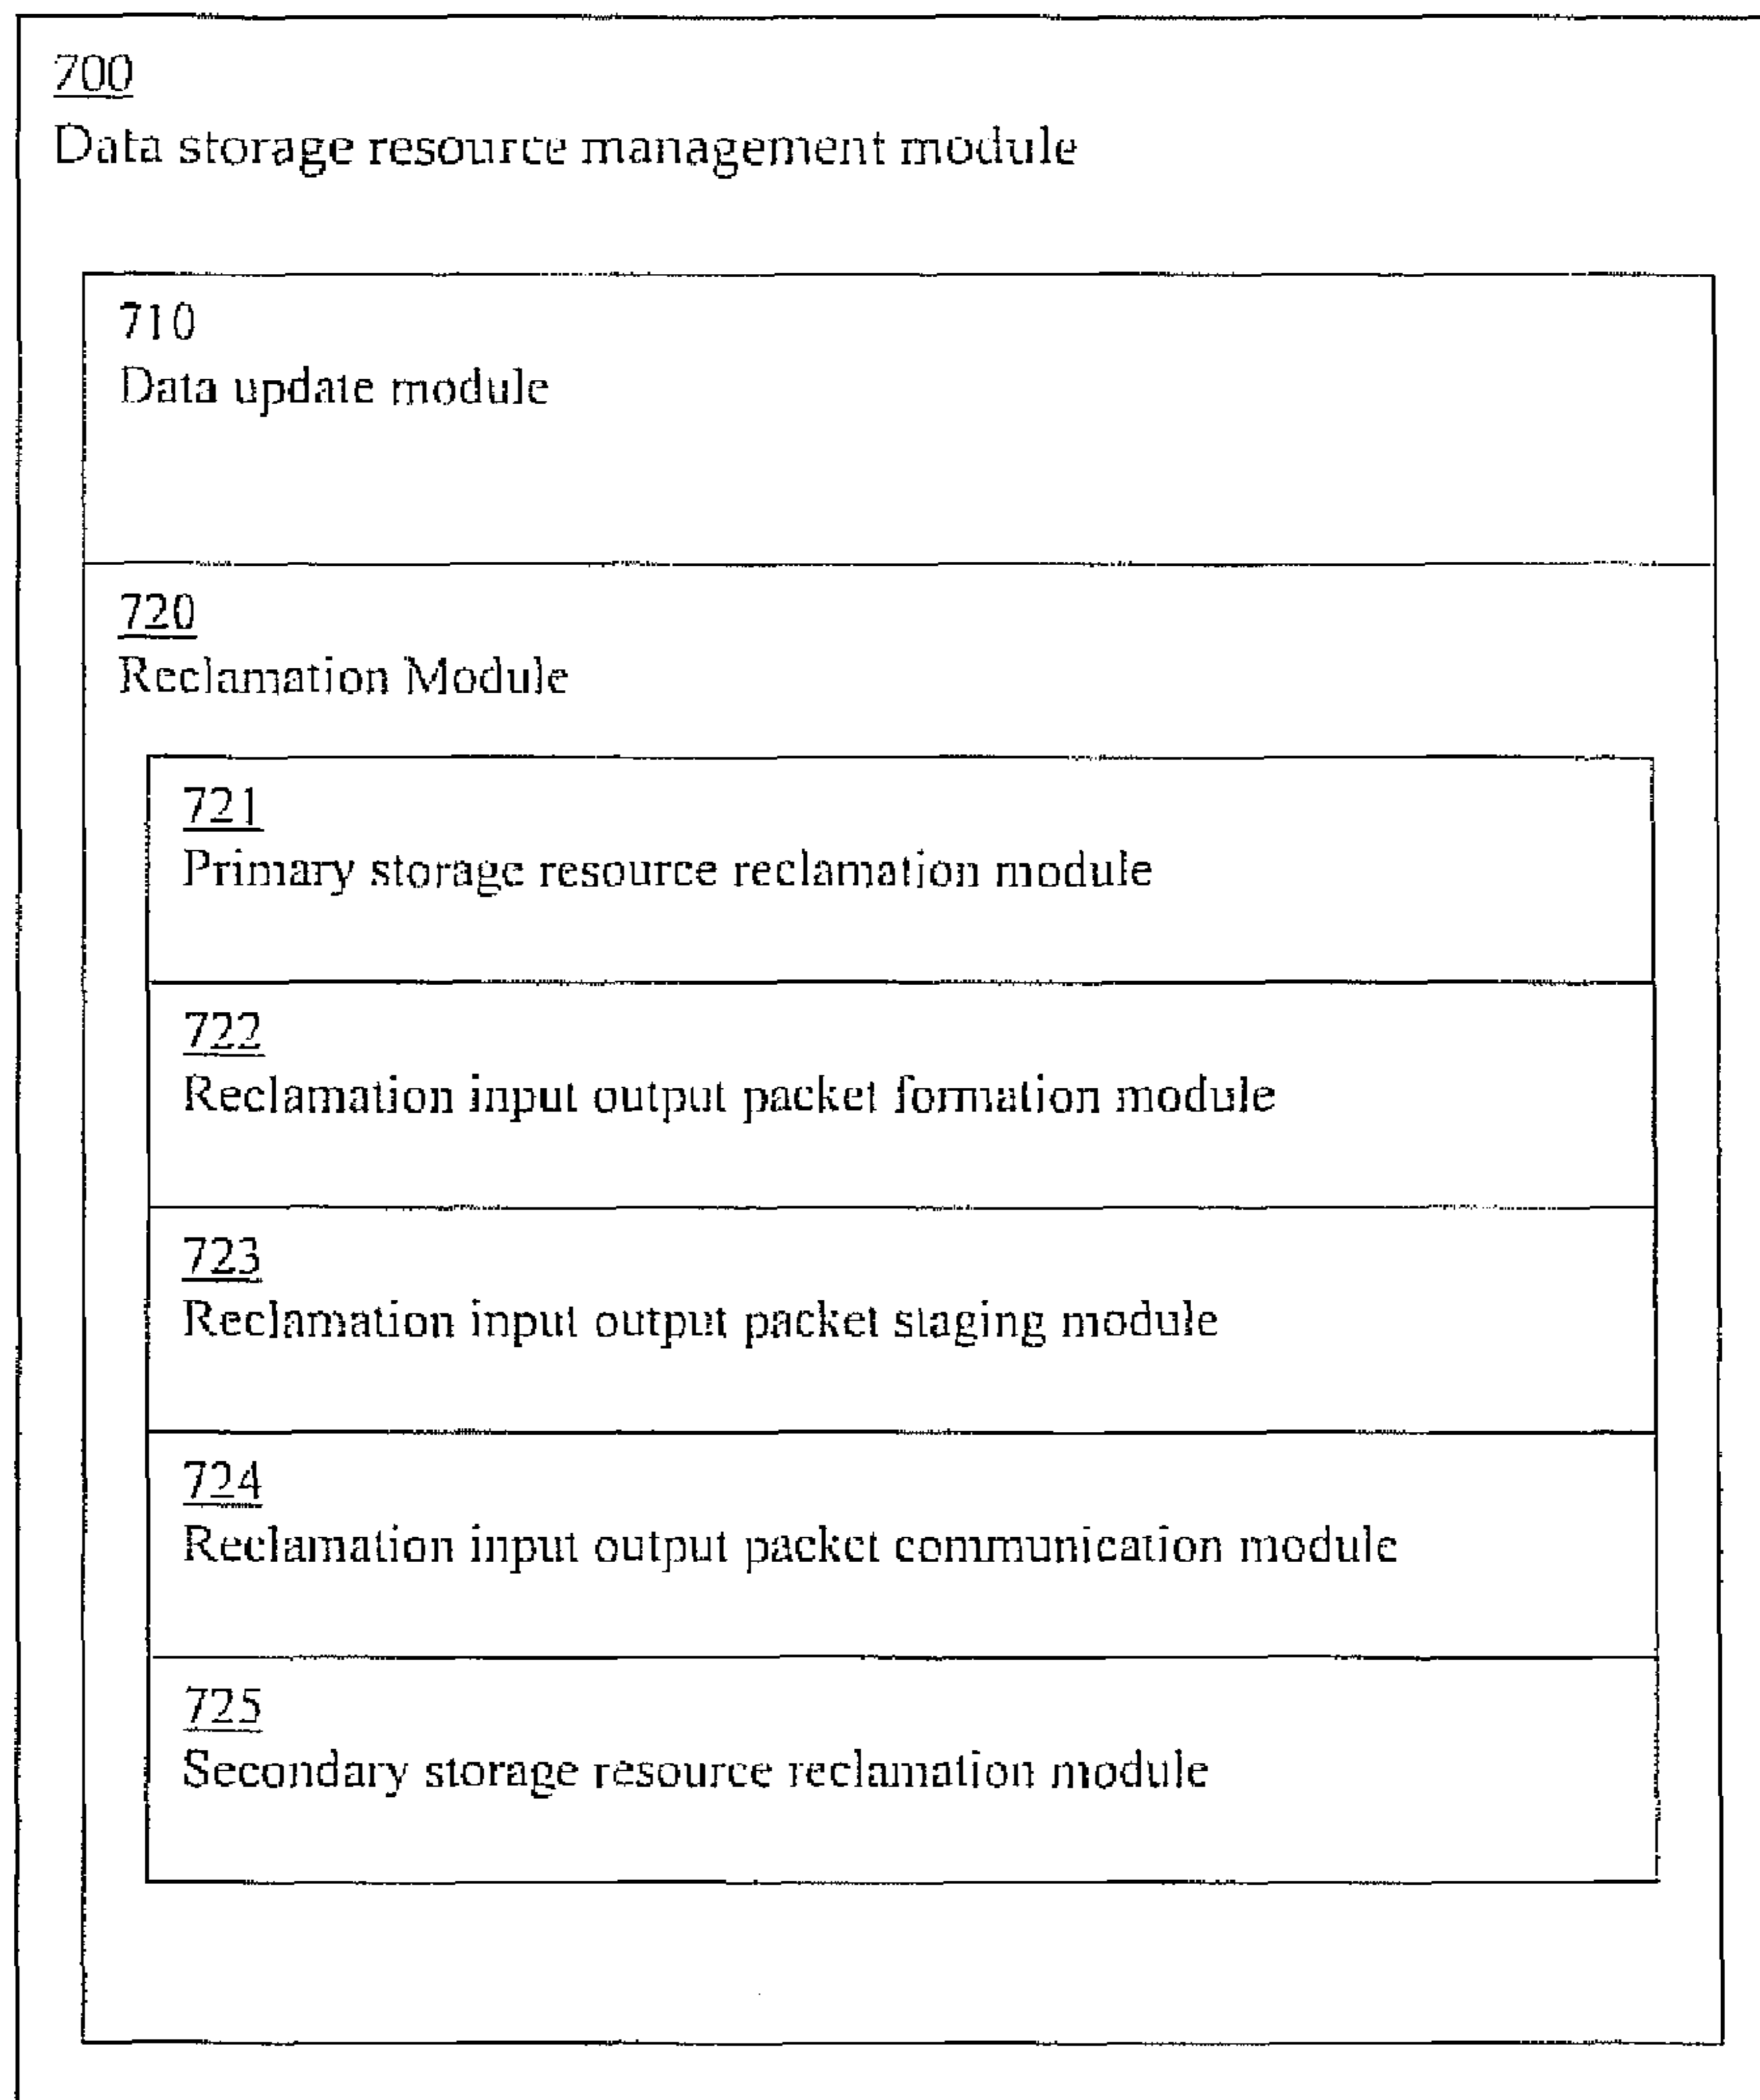 700
Data storage resource management module
710
Data update module
720
Reclamation Module
721
Primary storage resource reclamation module
722
Reclamation input output packet formation module
723
Reclamation input output packet staging module
724
Reclamation input output packet communication module
725
Secondary storage resource reclamation module